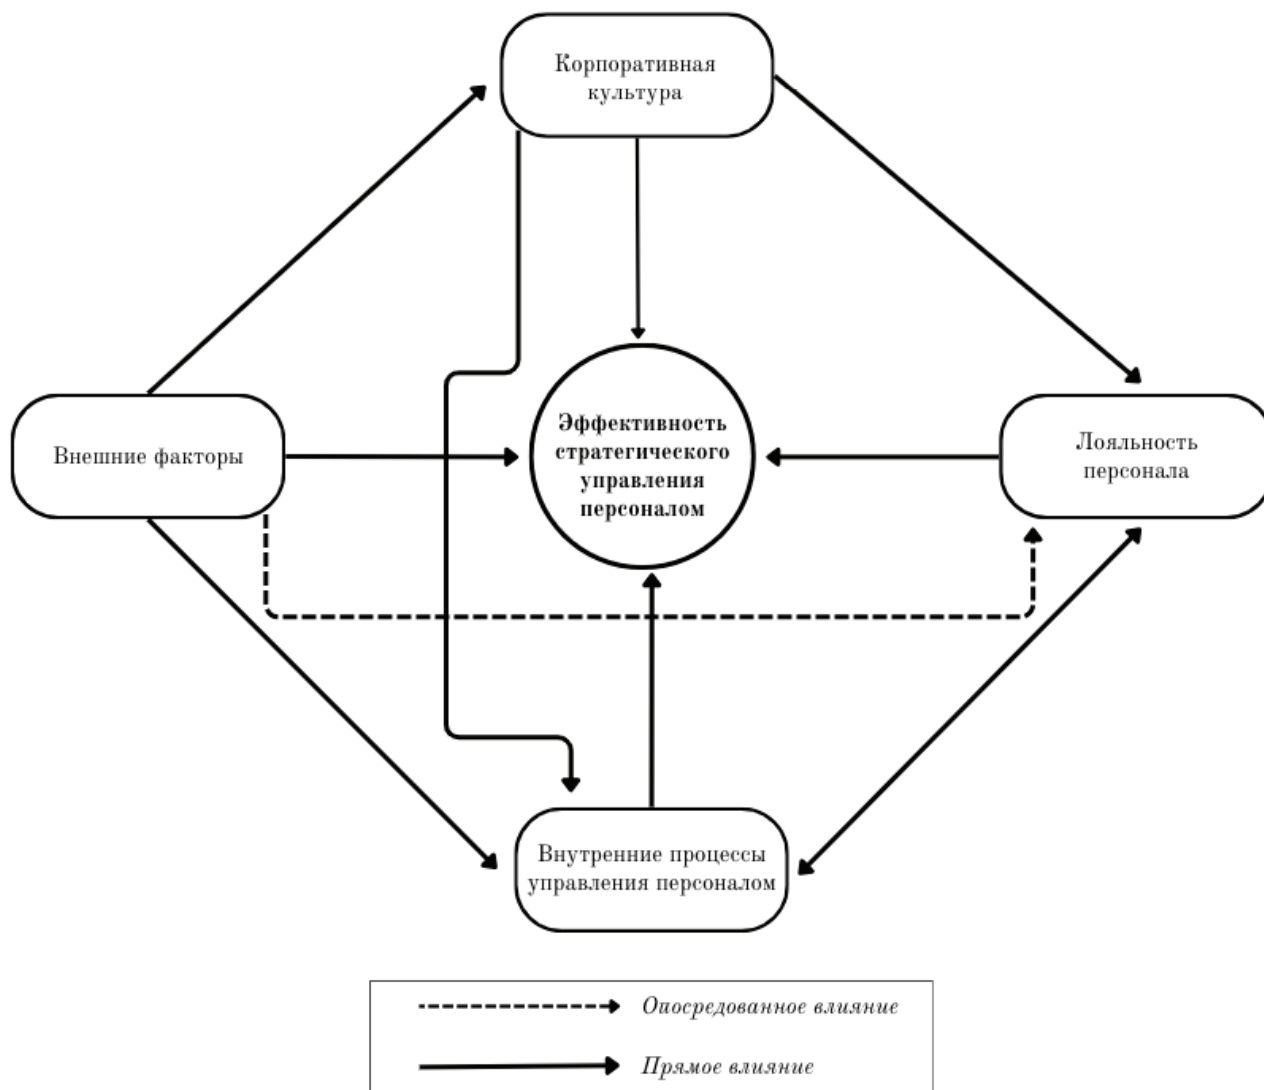 Корпоративная
культура
Внешние факторы
Эффективность
стратегического
управления
персоналом
Лояльность
персонала
Внутренние процессы
управления персоналом
Опосредованное влияние
Прямое влияние